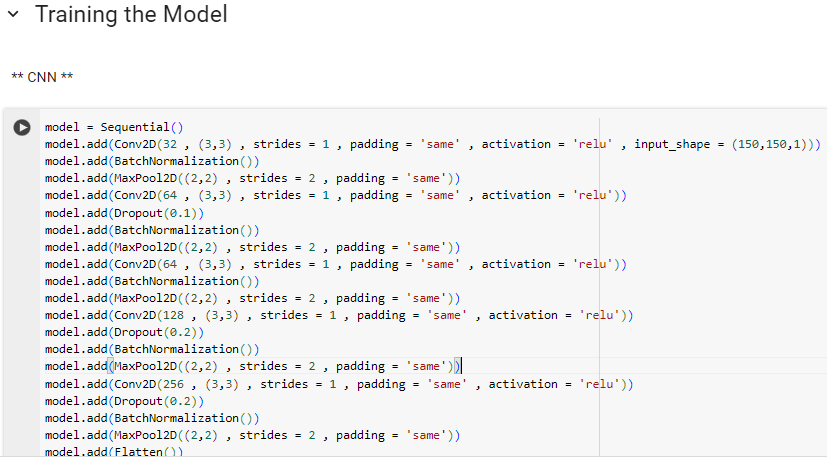 Training the Model
** CNN **
model = Sequential()
model.add(Conv2D(32 , (3,3) , strides = 1 , padding = 'same' , activation = 'relu' , input_shape = (150,150,1)))
model.add(BatchNormalization())
model.add(MaxPool2D((2,2) , strides = 2 , padding = 'same'))
model.add(Conv2D(64 , (3,3) , strides = 1 , padding = 'same' , activation = 'relu'))
model.add(Dropout(0.1))
model.add(BatchNormalization())
model.add(MaxPool2D((2,2) , strides = 2 , padding = 'same'))
model.add(Conv2D(64 , (3,3) , strides = 1 , padding = 'same' , activation = 'relu'))
model.add(BatchNormalization())
model.add(MaxPool2D((2,2) , strides = 2 , padding = 'same'))
model.add(Conv2D(128 , (3,3) , strides = 1 , padding = 'same' , activation = 'relu'))
model.add(Dropout(0.2))
model.add(BatchNormalization())
model.add(MaxPool2D((2,2) , strides = 2 , padding = 'same'))
model.add(Conv2D(256 , (3,3) , strides = 1 , padding = 'same' , activation = 'relu'))
model.add(Dropout(0.2))
model.add(BatchNormalization())
model.add(MaxPool2D((2,2) , strides = 2 , padding = 'same'))
model.add(Flatten())